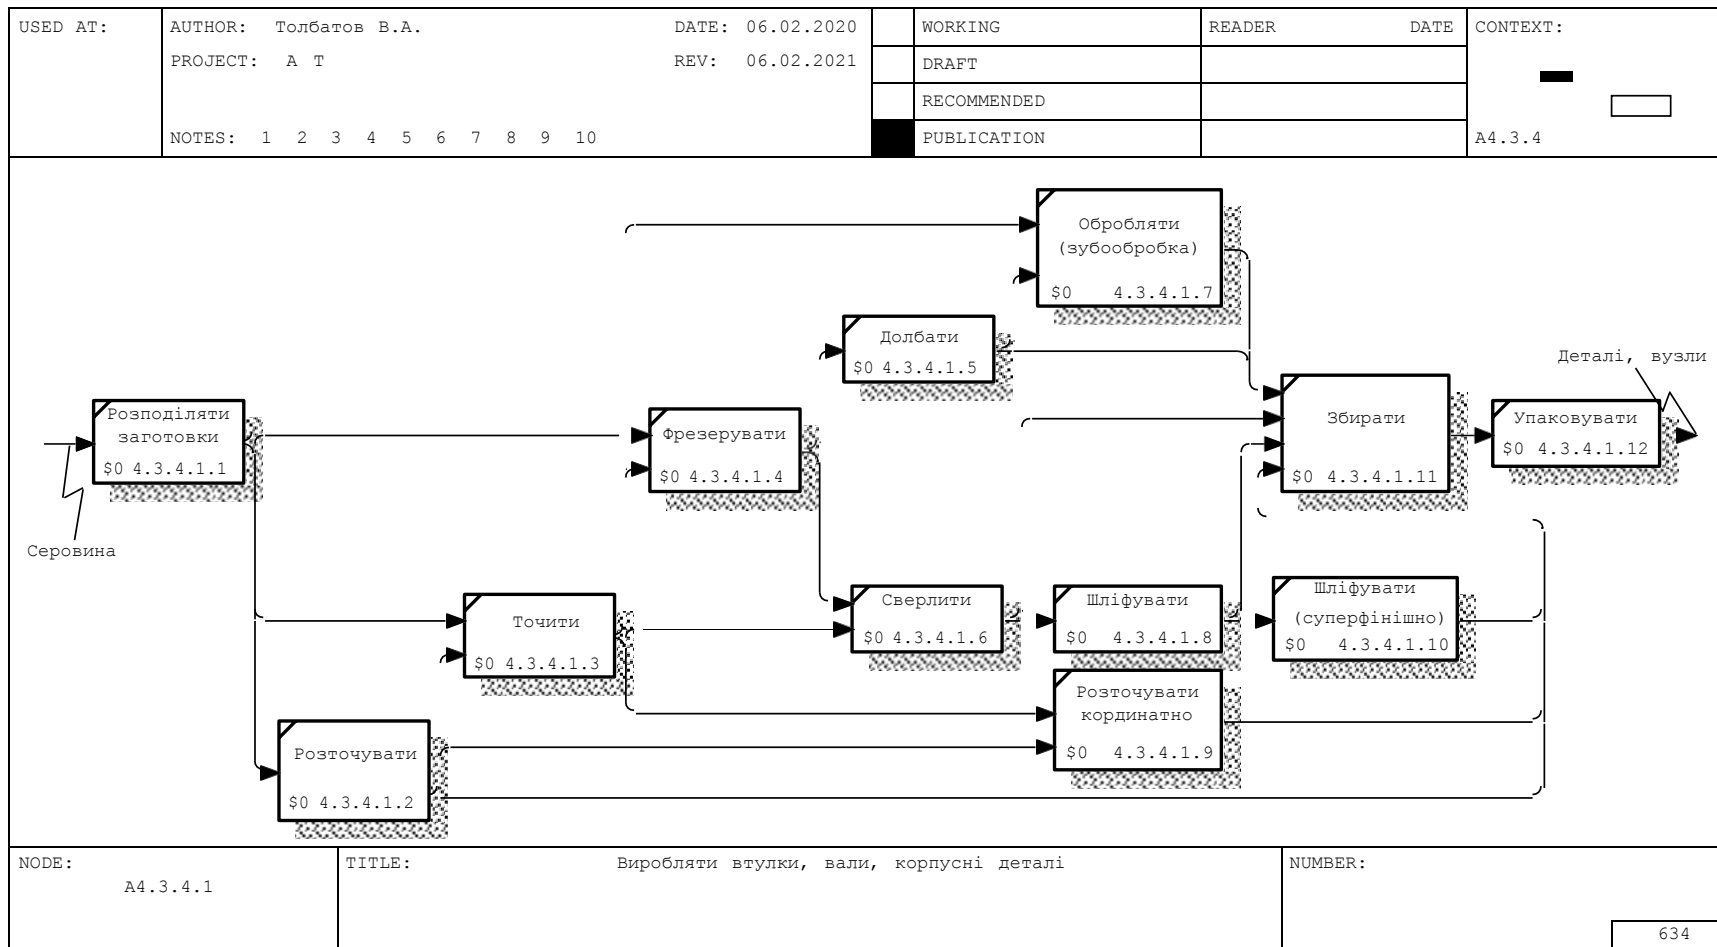 USED AT:
AUTHOR: Толбатов В.А.
DATE: 06.02.2020
PROJECT: А Т
REV: 06.02.2021
NOTES: 1 2 3 4 5 6 7 8 9 10
WORKING
DRAFT
RECOMMENDED
PUBLICATION
READER DATE
CONTEXT:
A4.3.4
Обробляти
(зубообробка)
$0 4.3.4.1.7
Долбати
$0 4.3.4.1.5
Деталі, вузли
Розподіляти
заготовки
$0 4.3.4.1.1
Фрезерувати
$0 4.3.4.1.4
Збирати
$0 4.3.4.1.11
Упаковувати
$0 4.3.4.1.12
Серовина
Точити
$0 4.3.4.1.3
Сверлити
$0 4.3.4.1.6
Шліфувати
$0 4.3.4.1.8
Шліфувати
(суперфінішно)
$0 4.3.4.1.10
Розточувати
кординатно
$0 4.3.4.1.9
Розточувати
$0 4.3.4.1.2
NODE:
A4.3.4.1
TITLE:
Виробляти втулки, вали, корпусні деталі
NUMBER:
634